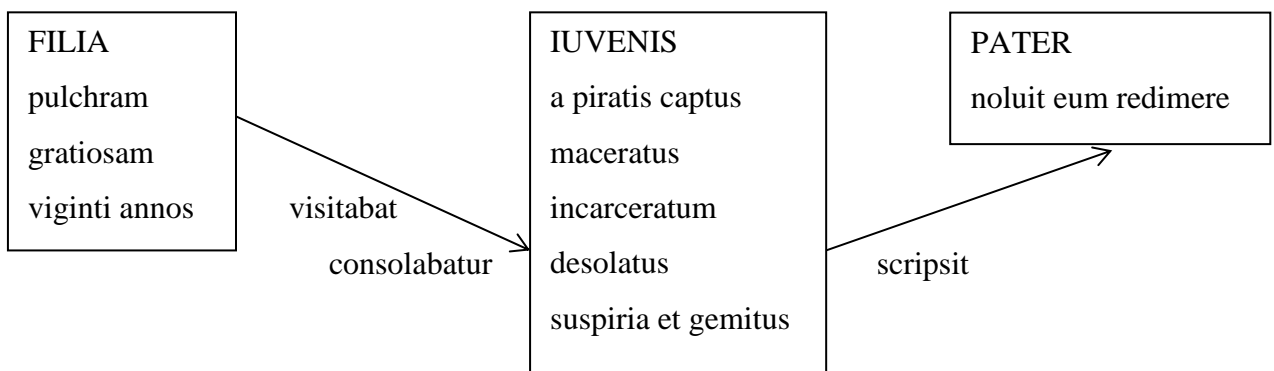 FILIA
pulchram
gratiosam
viginti annos
visitabat
consolabatur
IUVENIS
a piratis captus
maceratus
incarceratum
desolatus
suspiria et gemitus
scripsit
PATER
noluit eum redimere